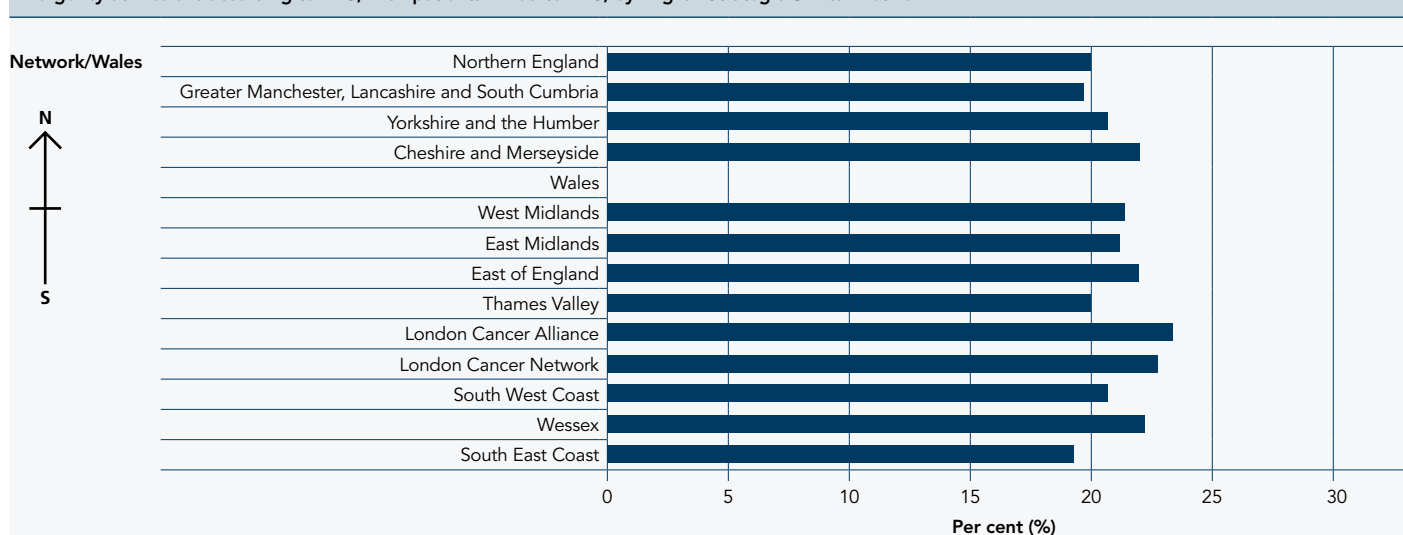 Network/Wales
Northern England
Greater Manchester, Lancashire and South Cumbria
Yorkshire and the Humber
Cheshire and Merseyside
Wales
West Midlands
East Midlands
East of England
Thames Valley
London Cancer Alliance
London Cancer Network
South West Coast
Wessex
South East Coast
N
S
0 5 10 15 20 25 30
Per cent (%)